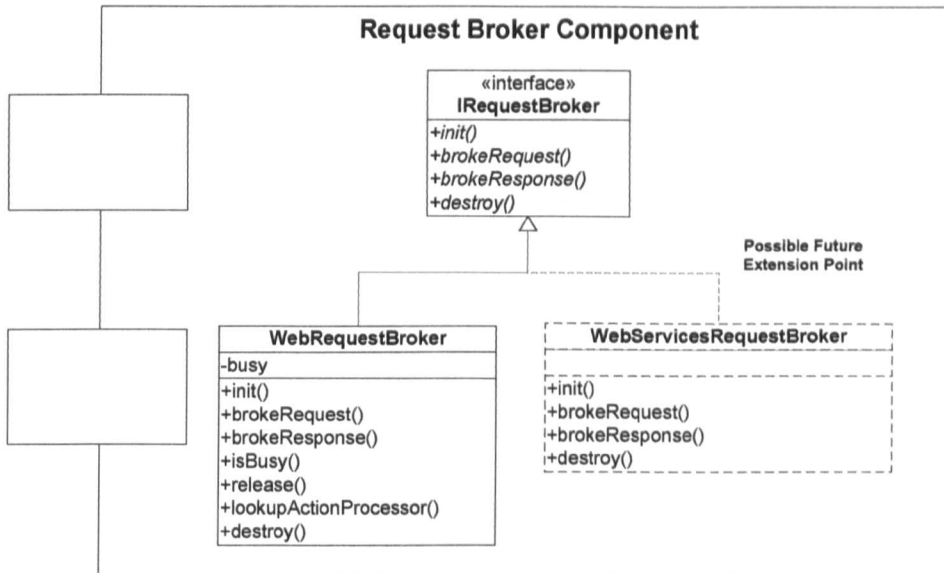 Request Broker Component
«interface»
IRequestBroker
+init()
+brokeRequest()
+brokeResponse()
+destroy()
Possible Future
Extension Point
WebRequestBroker
-busy
+init()
+brokeRequest()
+brokeResponse()
+isBusy()
+release()
+lookupActionProcessor()
+destroy()
WebServicesRequestBroker
+init()
+brokeRequest()
+brokeResponse()
+destroy()